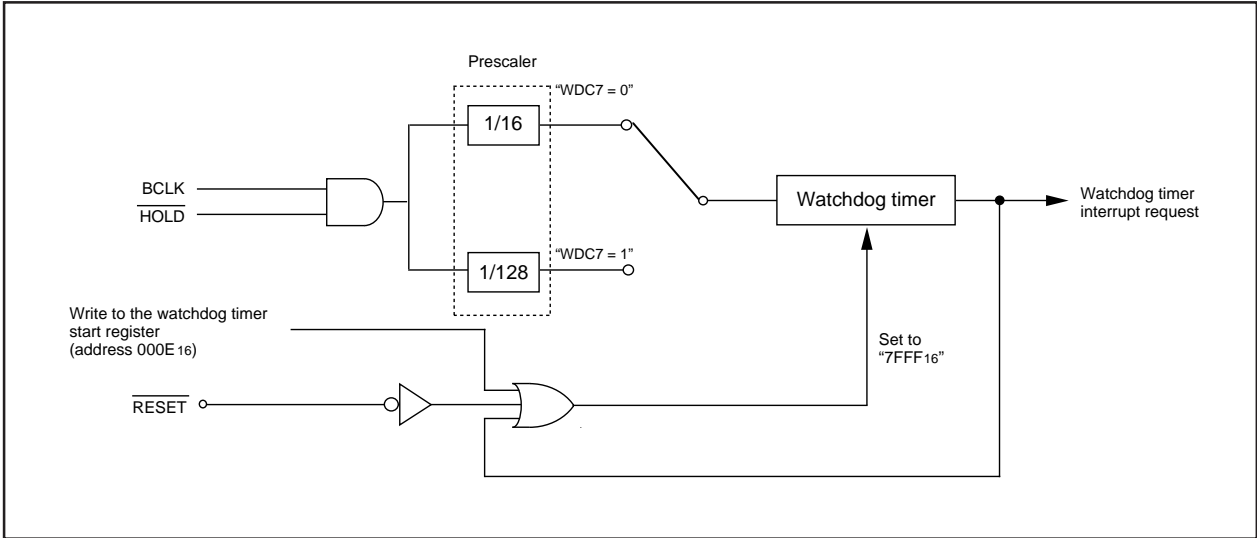 Prescaler
“WDC7 = 0”
1/16
BCLK
HOLD
Watchdog timer
Watchdog timer
interrupt request
“WDC7 = 1”
1/128
Write to the watchdog timer
start register
(address 000E16)
Set to
“7FFF16”
RESET